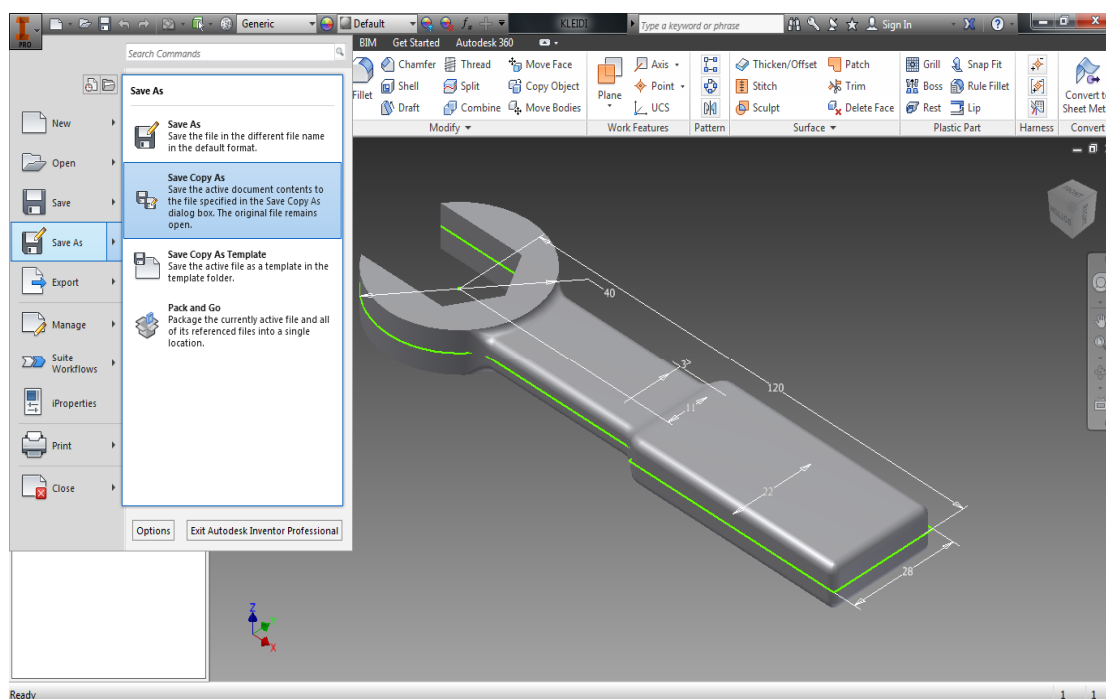 Generic
Default
KLEIDI
Type a keyword or phrase
Sign In
PRO
Search Commands
BIM Get Started Autodesk 360
Save As
New
Open
Save
Save As
Export
Manage
Suite
Workflows
iProperties
Print
Close
Save As
Save the file in the different file name
in the default format.
Save Copy As
Save the active document contents to
the file specified in the Save Copy As
dialog box. The original file remains
open.
Save Copy As Template
Save the active file as a template in the
template folder.
Pack and Go
Package the currently active file and all
of its referenced files into a single
location.
Options Exit Autodesk Inventor Professional
Fillet
Chamfer Thread Move Face
Shell Split Copy Object
Draft Combine Move Bodies
Modify
Plane
Axis
Point
UCS
Work Features
Pattern
Thicken/Offset Patch
Stitch Trim
Sculpt Delete Face
Surface
Grill Snap Fit
Boss Rule Fillet
Rest Lip
Plastic Part
Harness
Convert to
Sheet Met
Convert
FRONT
40
120
11
22
28
Z
X
Ready 1 1